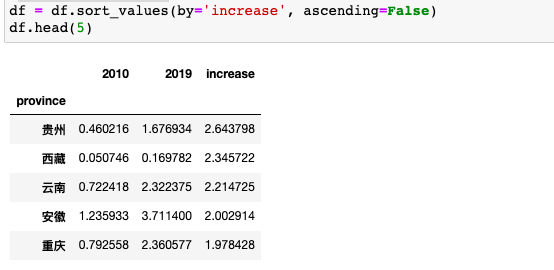 df = df.sort_values(by='increase', ascending=False)
df.head(5)
2010 2019 increase
province
贵州 0.460216 1.676934 2.643798
西藏 0.050746 0.169782 2.345722
云南 0.722418 2.322375 2.214725
安徽 1.235933 3.711400 2.002914
重庆 0.792558 2.360577 1.978428